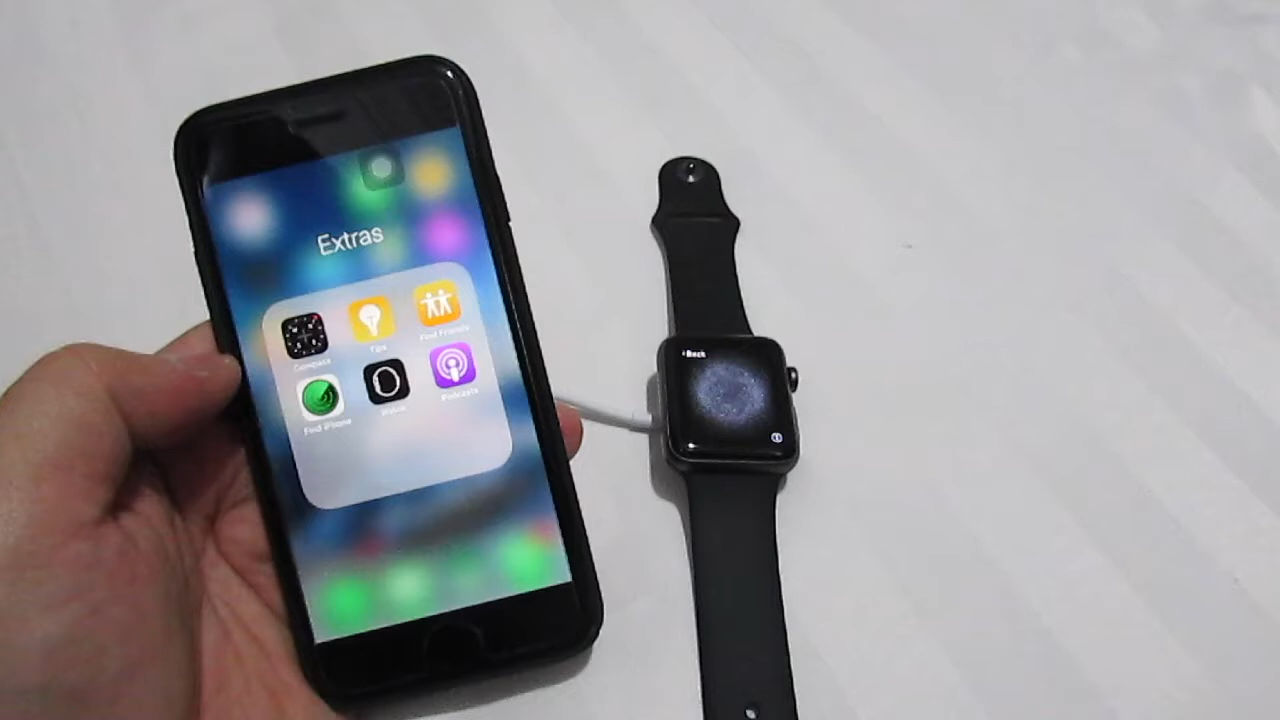 Extras
Compass
Tips
Find Friends
Find iPhone
Watch
Podcasts
Back